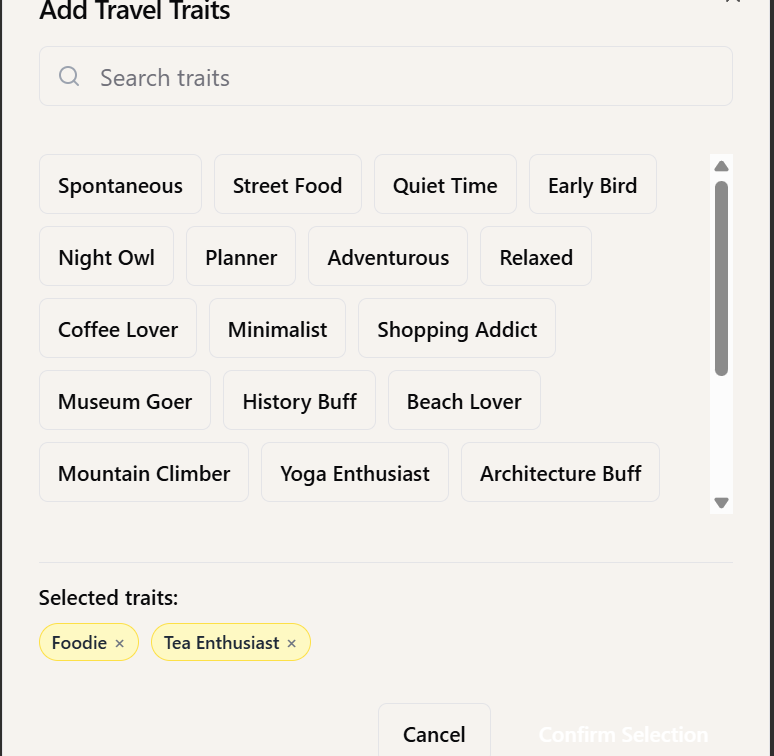 Add Travel Traits
Search traits
Spontaneous Street Food Quiet Time Early Bird
Night Owl Planner Adventurous Relaxed
Coffee Lover Minimalist Shopping Addict
Museum Goer History Buff Beach Lover
Mountain Climber Yoga Enthusiast Architecture Buff
Selected traits:
Foodie × Tea Enthusiast ×
Cancel Confirm Selection